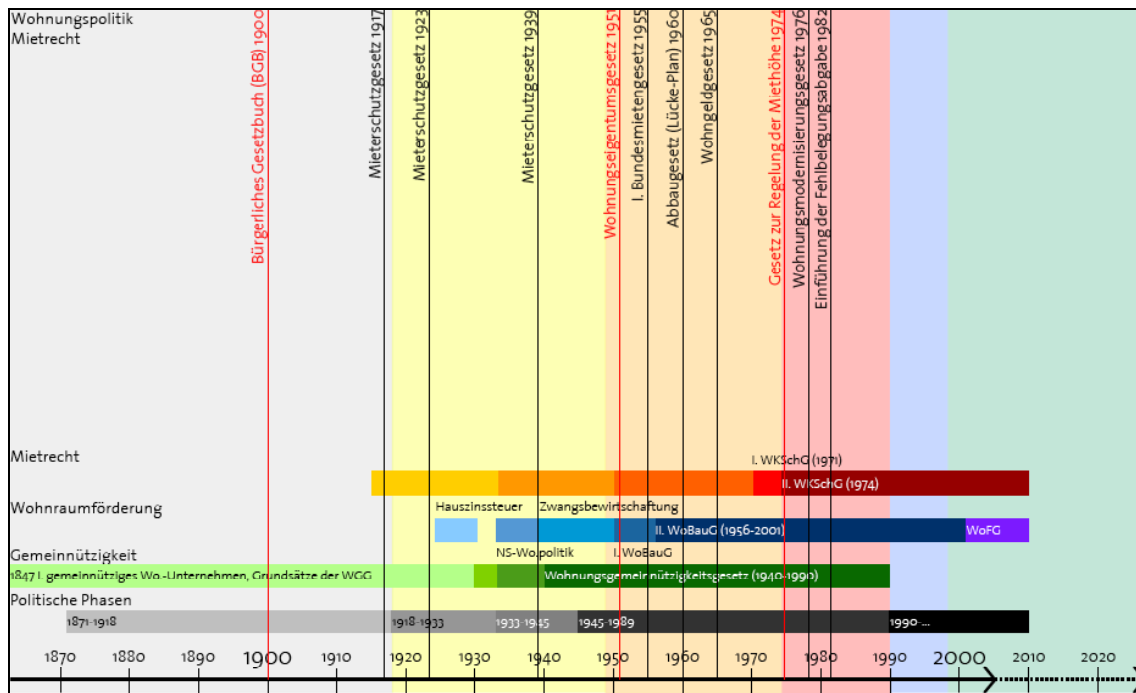 Wohnungspolitik
Mietrecht
Bürgerliches Gesetzbuch (BGB) 1900
Mieterschutzgesetz 1917
Mieterschutzgesetz 1923
Mieterschutzgesetz 1939
Wohnungseigentumsgesetz 1951
I. Bundesmietengesetz 1955
Abbaugesetz (Lücke-Plan) 1960
Wohngeldgesetz 1965
Gesetz zur Regelung der Miethöhe 1974
Wohnungsmodernisierungsgesetz 1976
Einführung der Fehlbelegungsabgabe 1982
Mietrecht
I. WKSchG (1971)
II. WKSchG (1974)
Wohnraumförderung
Hauszinssteuer
Zwangsbewirtschaftung
II. WoBauG (1956-2001)
WoFG
Gemeinnützigkeit
NS-Wo.politik
I. WoBauG
1847 I. gemeinnütziges Wo.-Unternehmen, Grundsätze der WGG
Wohnungsgemeinnützigkeitsgesetz (1940-1990)
Politische Phasen
1871-1918
1918-1933
1933-1945
1945-1989
1990-...
1870 1880 1890 1900 1910 1920 1930 1940 1950 1960 1970 1980 1990 2000 2010 2020